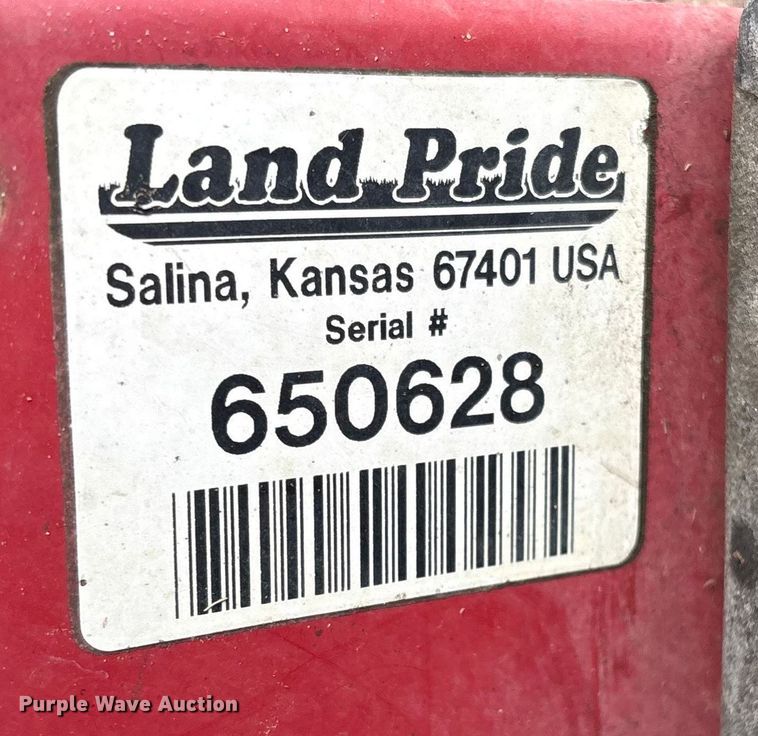 Land Pride
Salina, Kansas 67401 USA
Serial #
650628
Purple Wave Auction